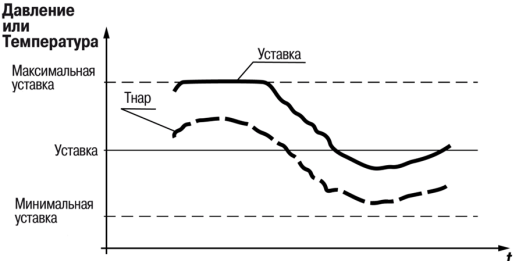 Давление
или
Температура
Уставка
Максимальная
уставка
Тнар
Уставка
Минимальная
уставка
t